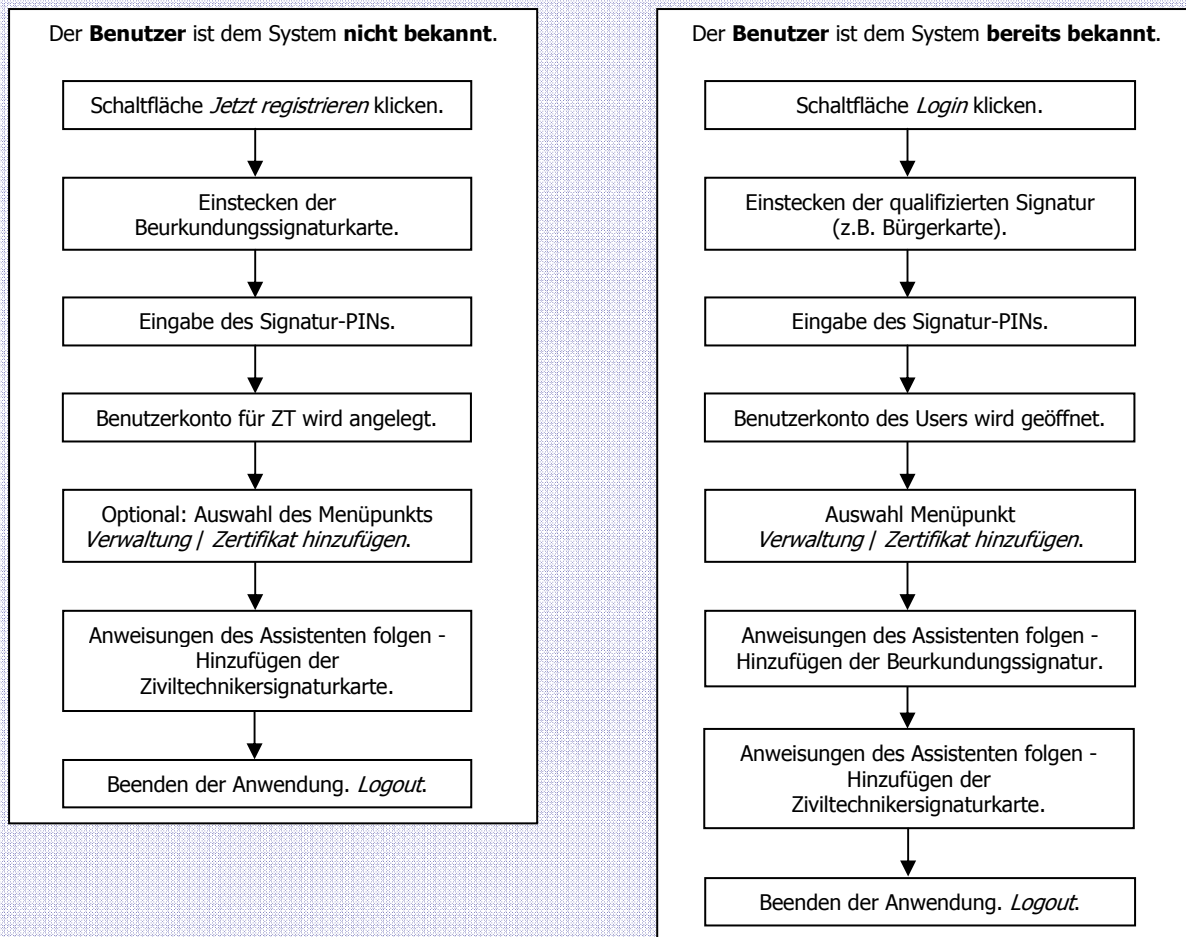 Der Benutzer ist dem System nicht bekannt.
Schaltfläche Jetzt registrieren klicken.
Einstecken der
Beurkundungssignaturkarte.
Eingabe des Signatur-PINs.
Benutzerkonto für ZT wird angelegt.
Optional: Auswahl des Menüpunkts
Verwaltung | Zertifikat hinzufügen.
Anweisungen des Assistenten folgen -
Hinzufügen der
Ziviltechnikersignaturkarte.
Beenden der Anwendung. Logout.
Der Benutzer ist dem System bereits bekannt.
Schaltfläche Login klicken.
Einstecken der qualifizierten Signatur
(z.B. Bürgerkarte).
Eingabe des Signatur-PINs.
Benutzerkonto des Users wird geöffnet.
Auswahl Menüpunkt
Verwaltung | Zertifikat hinzufügen.
Anweisungen des Assistenten folgen -
Hinzufügen der Beurkundungssignatur.
Anweisungen des Assistenten folgen -
Hinzufügen der
Ziviltechnikersignaturkarte.
Beenden der Anwendung. Logout.